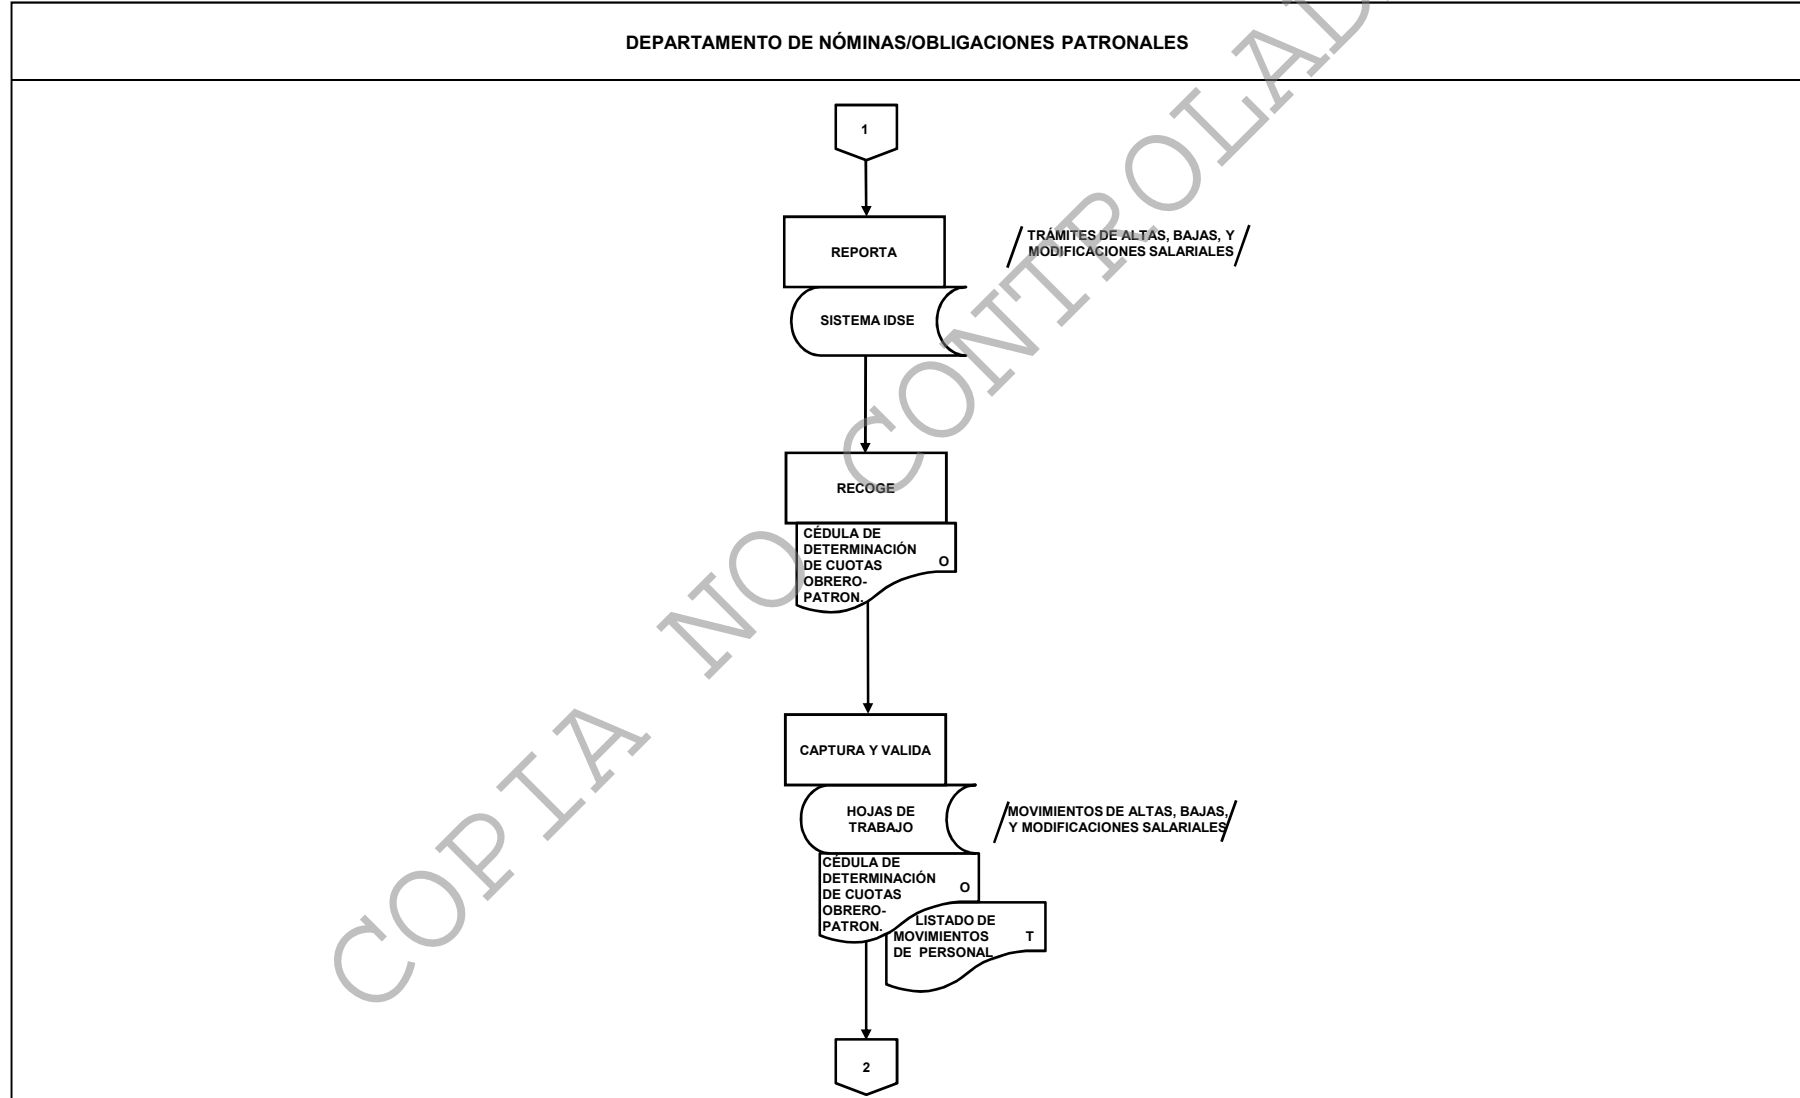 DEPARTAMENTO DE NÓMINAS/OBLIGACIONES PATRONALES
1
REPORTA
TRÁMITES DE ALTAS, BAJAS, Y
MODIFICACIONES SALARIALES
SISTEMA IDSE
RECOGE
CÉDULA DE
DETERMINACIÓN
DE CUOTAS
OBRERO-
PATRON.
O
CAPTURA Y VALIDA
HOJAS DE
TRABAJO
MOVIMIENTOS DE ALTAS, BAJAS,
Y MODIFICACIONES SALARIALES
CÉDULA DE
DETERMINACIÓN
DE CUOTAS
OBRERO-
PATRON.
O
LISTADO DE
MOVIMIENTOS
DE PERSONAL
T
2
COPIA NO CONTROLAD